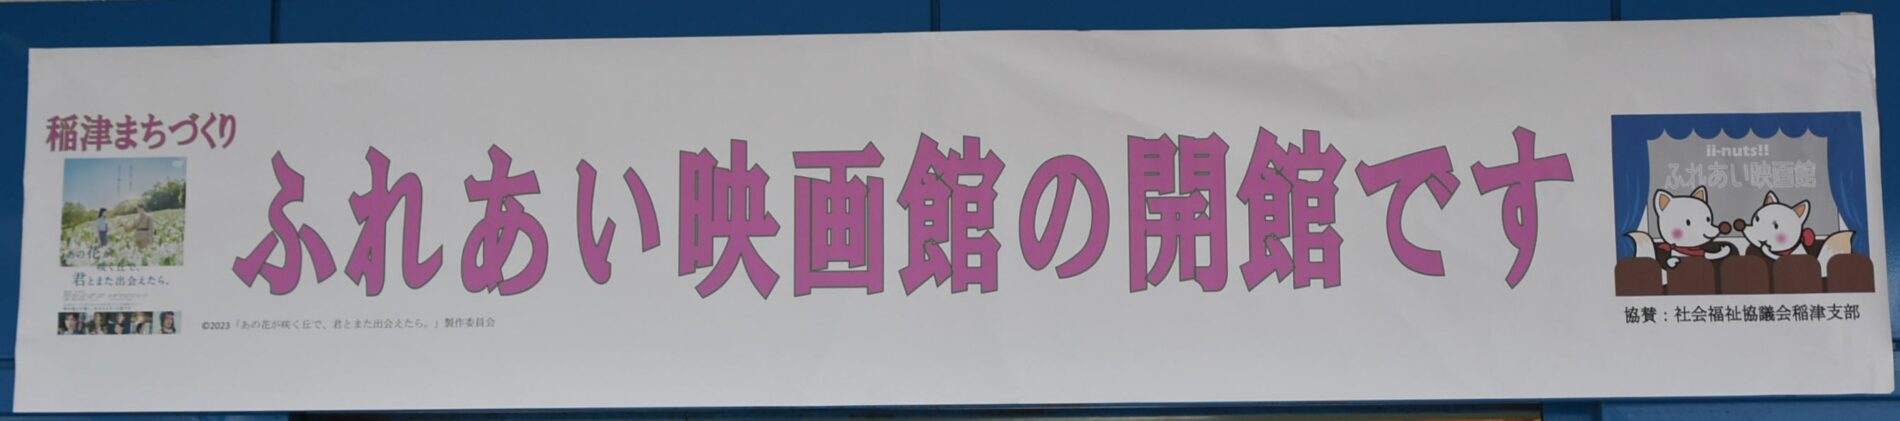 稲津まちづくり
あの花が
咲く丘で、
君とまた出会えたら。
ふれあい映画館の開館です
©2023「あの花が咲く丘で、君とまた出会えたら。」製作委員会
ii-nuts!!
ふれあい映画館
協賛：社会福祉協議会稲津支部